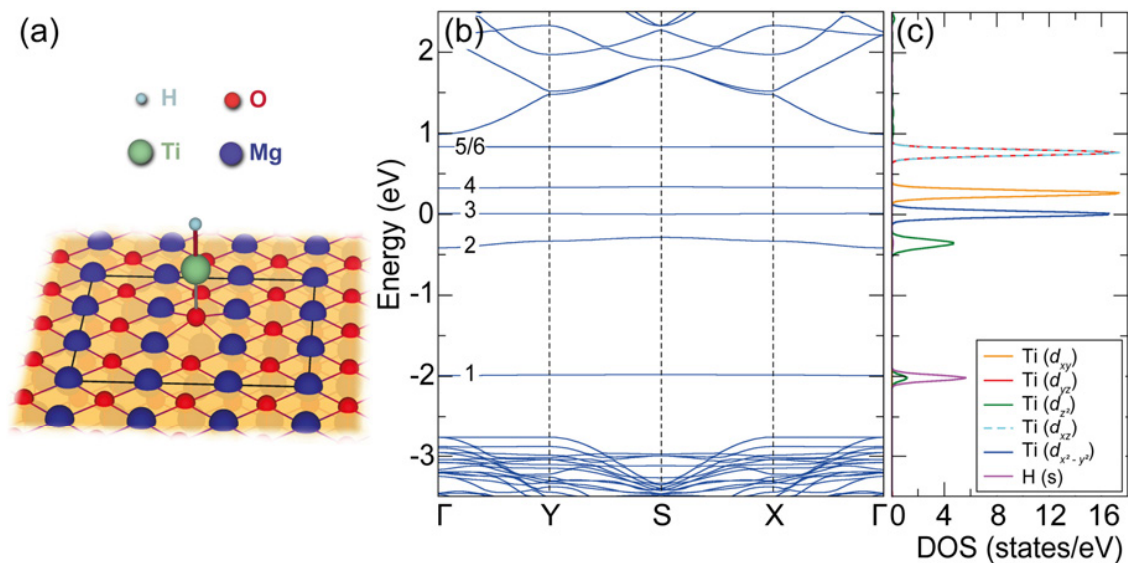 (a)
H
O
Ti
Mg
(b)
Energy (eV)
2
1
0
-1
-2
-3
5/6
4
3
2
1
Γ
Y
S
X
Γ
(c)
Ti (dxy)
Ti (dyz)
Ti (dz²)
Ti (dxz)
Ti (dx² - y²)
H (s)
0
4
8
12
16
DOS (states/eV)